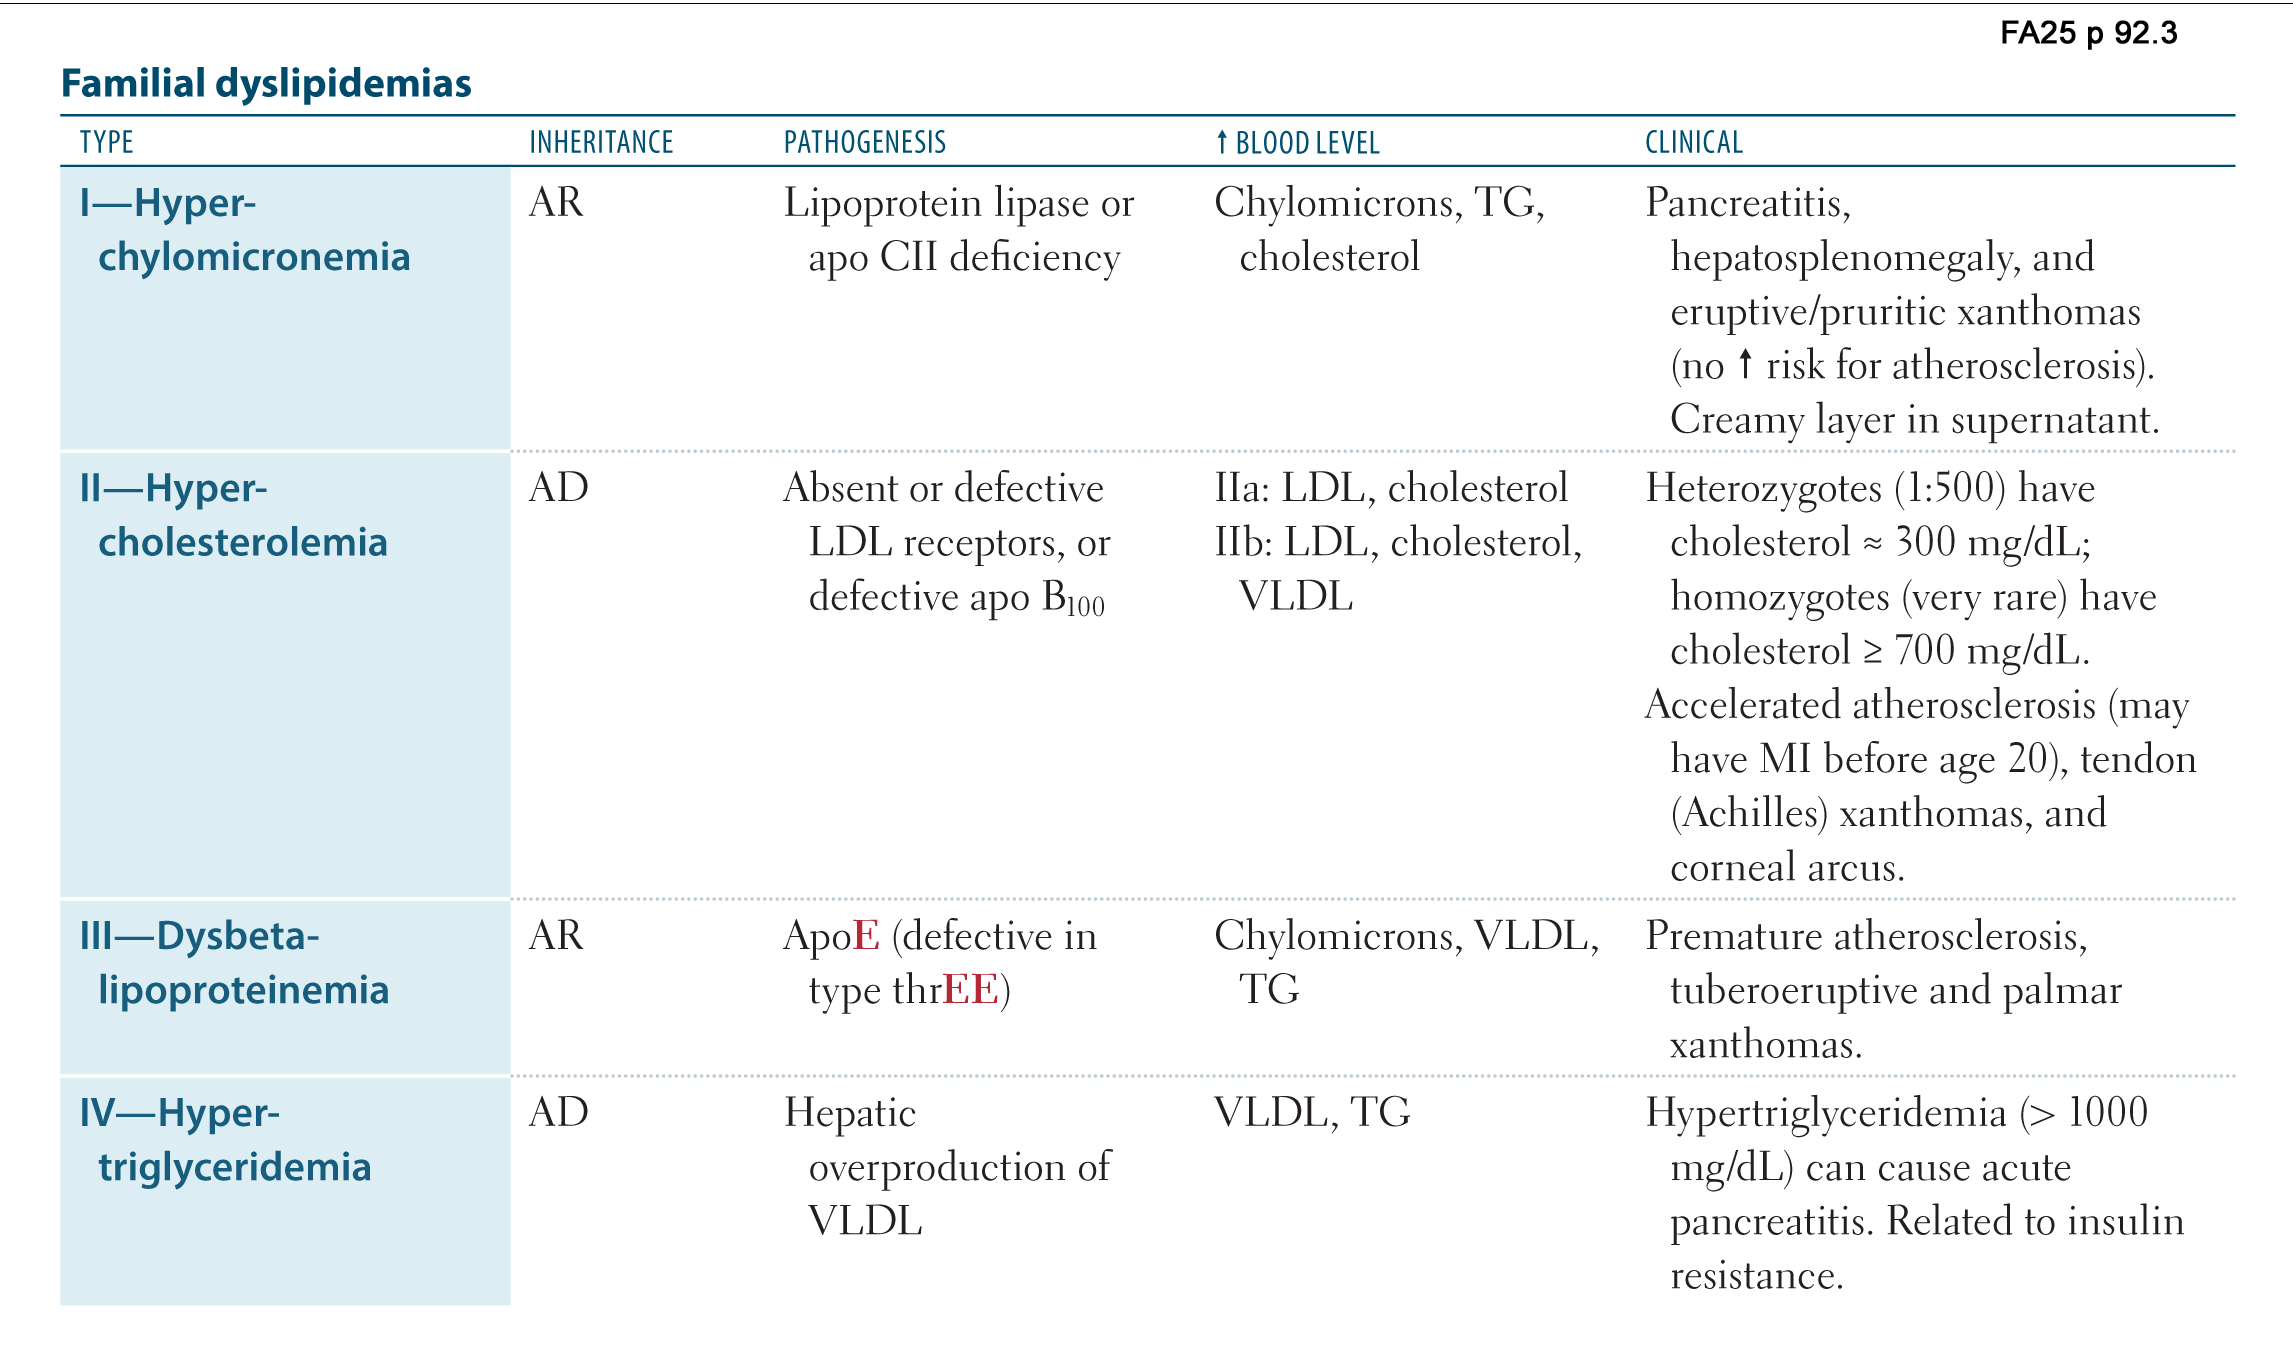 FA25 p 92.3
Familial dyslipidemias
TYPE INHERITANCE PATHOGENESIS ↑ BLOOD LEVEL CLINICAL
I—Hyper-
chylomicronemia
AR
Lipoprotein lipase or
apo CII deficiency
Chylomicrons, TG,
cholesterol
Pancreatitis,
hepatosplenomegaly, and
eruptive/pruritic xanthomas
(no ↑ risk for atherosclerosis).
Creamy layer in supernatant.
II—Hyper-
cholesterolemia
AD
Absent or defective
LDL receptors, or
defective apo B100
IIa: LDL, cholesterol
IIb: LDL, cholesterol,
VLDL
Heterozygotes (1:500) have
cholesterol ≈ 300 mg/dL;
homozygotes (very rare) have
cholesterol ≥ 700 mg/dL.
Accelerated atherosclerosis (may
have MI before age 20), tendon
(Achilles) xanthomas, and
corneal arcus.
III—Dysbeta-
lipoproteinemia
AR
ApoE (defective in
type thrEE)
Chylomicrons, VLDL,
TG
Premature atherosclerosis,
tuberoeruptive and palmar
xanthomas.
IV—Hyper-
triglyceridemia
AD
Hepatic
overproduction of
VLDL
VLDL, TG
Hypertriglyceridemia (> 1000
mg/dL) can cause acute
pancreatitis. Related to insulin
resistance.